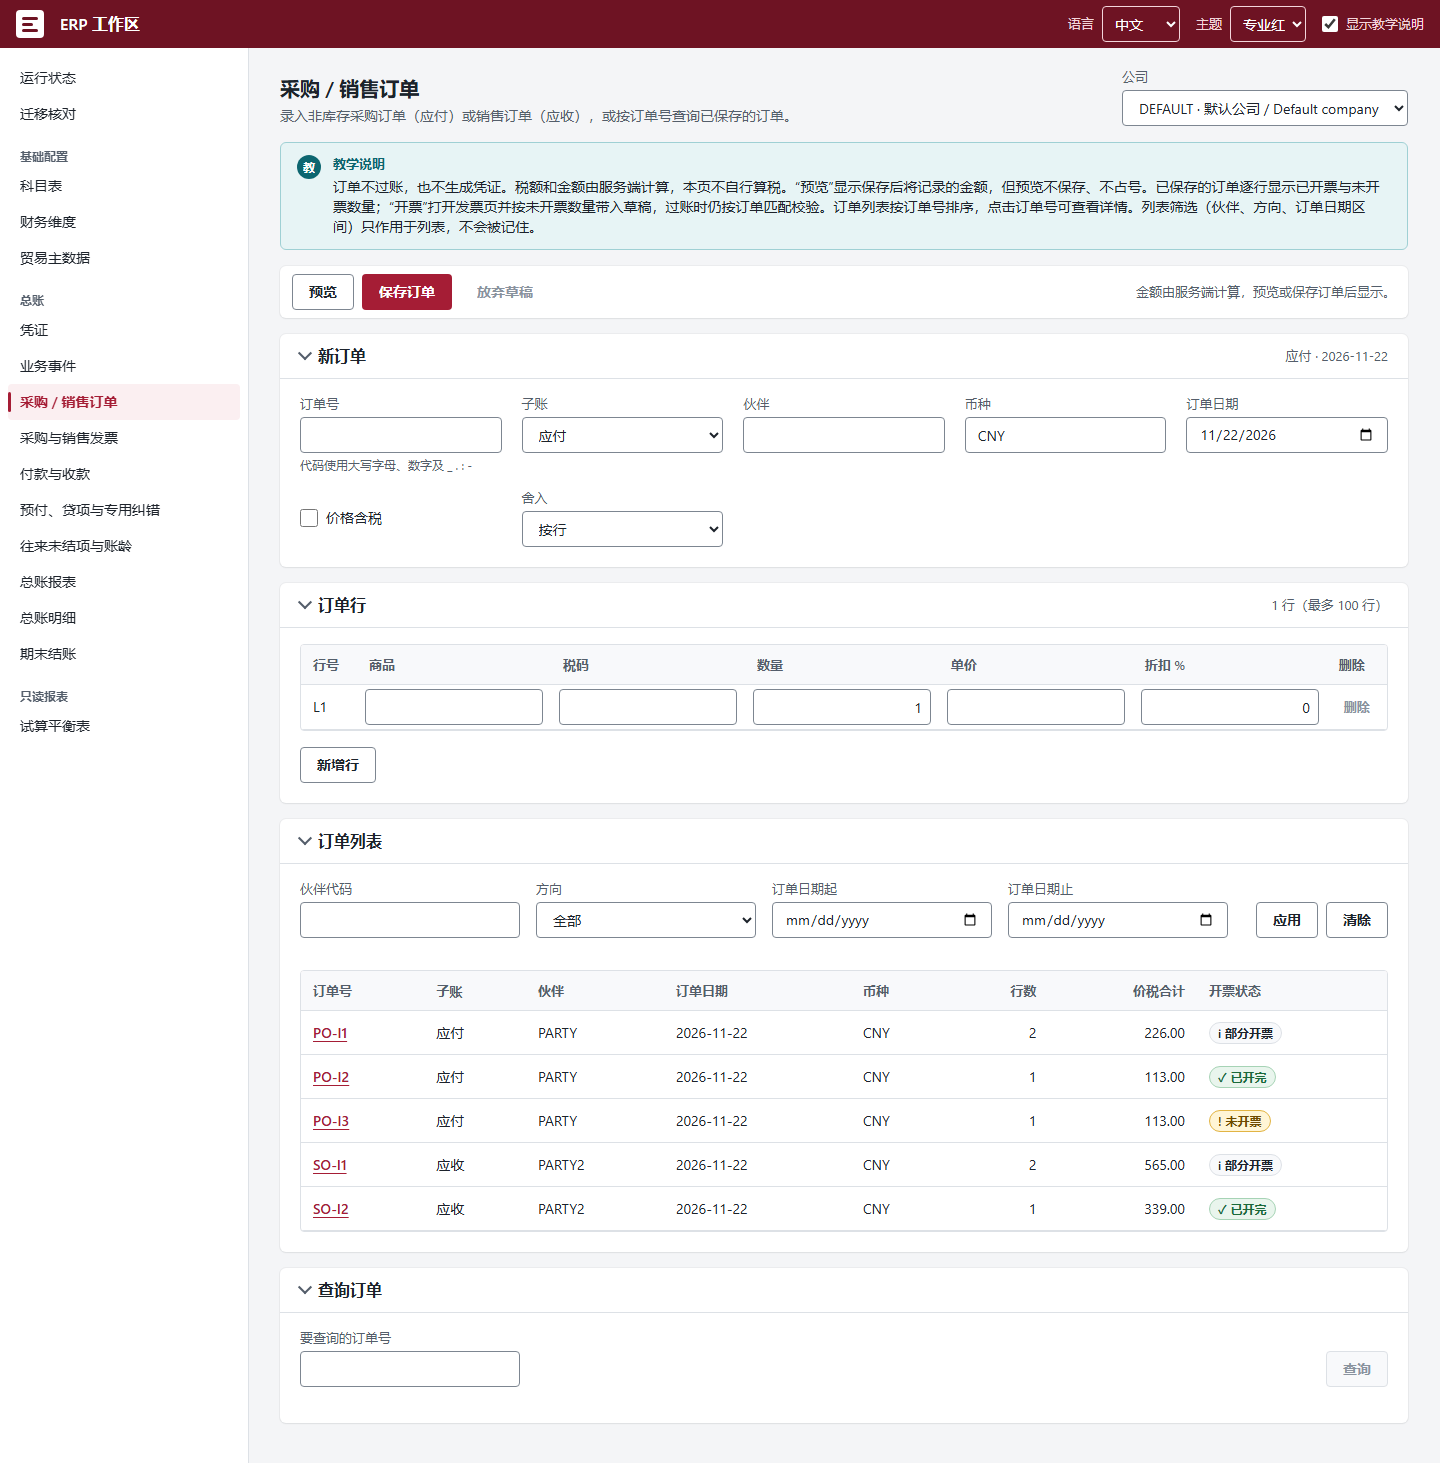 ERP 工作区
语言 中文 主题 专业红 显示教学说明
运行状态
迁移核对
基础配置
科目表
财务维度
贸易主数据
总账
凭证
业务事件
采购 / 销售订单
采购与销售发票
付款与收款
预付、贷项与专用纠错
往来未结项与账龄
总账报表
总账明细
期末结账
只读报表
试算平衡表
采购 / 销售订单
录入非库存采购订单（应付）或销售订单（应收），或按订单号查询已保存的订单。
公司
DEFAULT · 默认公司 / Default company
教 教学说明
订单不过账，也不生成凭证。税额和金额由服务端计算，本页不自行算税。“预览”显示保存后将记录的金额，但预览不保存、不占号。已保存的订单逐行显示已开票与未开
票数量；“开票”打开发票页并按未开票数量带入草稿，过账时仍按订单匹配校验。订单列表按订单号排序，点击订单号可查看详情。列表筛选（伙伴、方向、订单日期区
间）只作用于列表，不会被记住。
预览 保存订单 放弃草稿 金额由服务端计算，预览或保存订单后显示。
新订单 应付 · 2026-11-22
订单号 子账 伙伴 币种 订单日期
应付 CNY 11/22/2026
代码使用大写字母、数字及 _ . : -
舍入
价格含税 按行
订单行 1 行（最多 100 行）
行号 商品 税码 数量 单价 折扣 % 删除
L1 1 0 删除
新增行
订单列表
伙伴代码 方向 订单日期起 订单日期止
全部 mm/dd/yyyy mm/dd/yyyy 应用 清除
订单号 子账 伙伴 订单日期 币种 行数 价税合计 开票状态
PO-I1 应付 PARTY 2026-11-22 CNY 2 226.00 i 部分开票
PO-I2 应付 PARTY 2026-11-22 CNY 1 113.00 ✓ 已开完
PO-I3 应付 PARTY 2026-11-22 CNY 1 113.00 ! 未开票
SO-I1 应收 PARTY2 2026-11-22 CNY 2 565.00 i 部分开票
SO-I2 应收 PARTY2 2026-11-22 CNY 1 339.00 ✓ 已开完
查询订单
要查询的订单号
查询